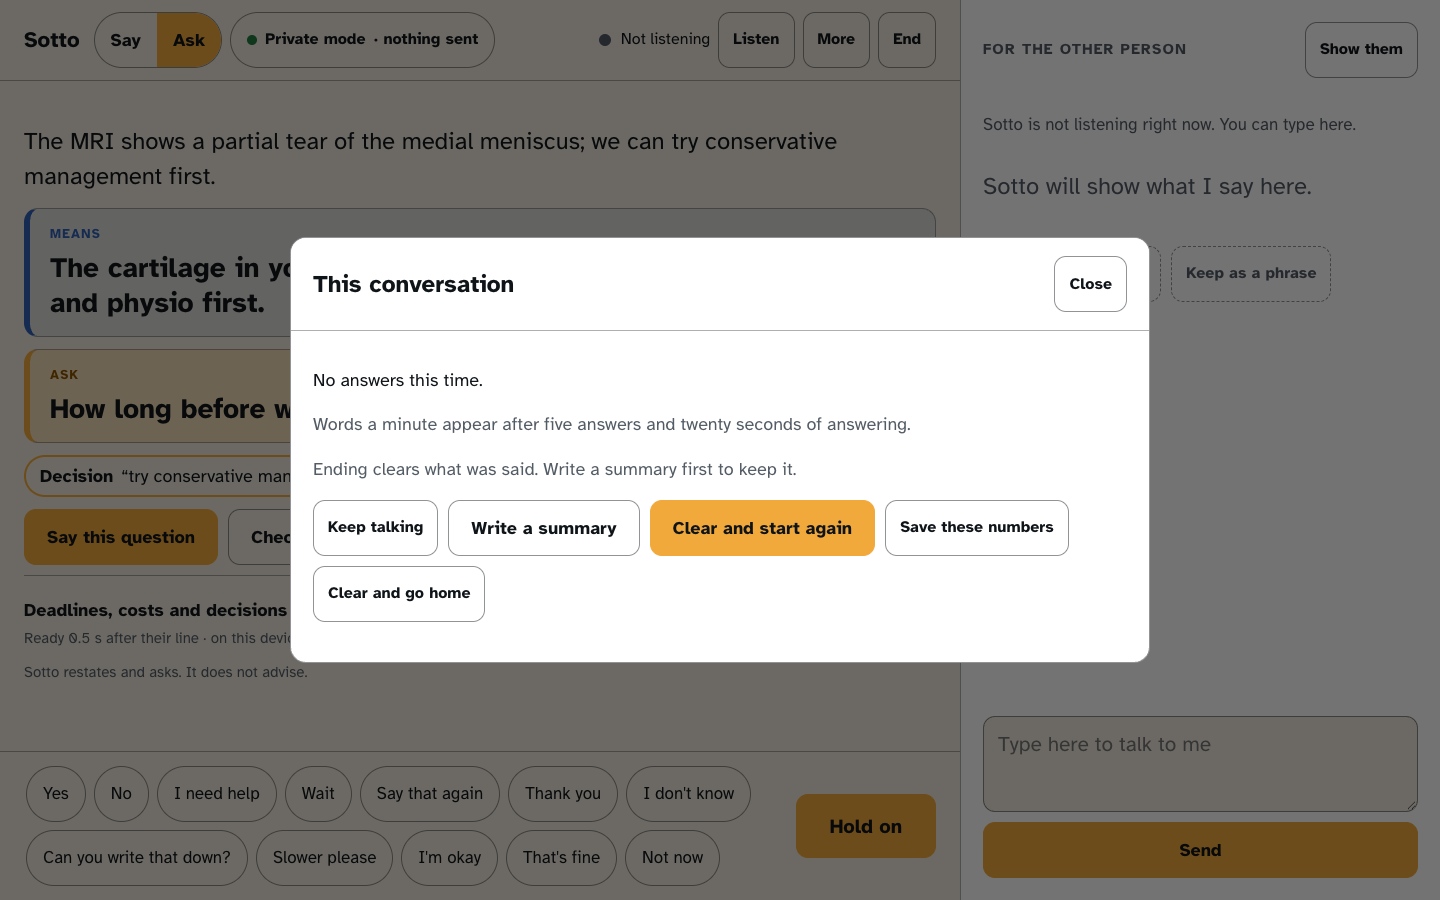 Sotto
Say
Ask
Private mode · nothing sent
Not listening
Listen
More
End
The MRI shows a partial tear of the medial meniscus; we can try conservative
management first.
MEANS
The cartilage in yo
and physio first.
ASK
How long before w
Decision “try conservative man
Say this question
Chec
Deadlines, costs and decisions
Ready 0.5 s after their line · on this devi
Sotto restates and asks. It does not advise.
Yes
No
I need help
Wait
Say that again
Thank you
I don't know
Can you write that down?
Slower please
I'm okay
That's fine
Not now
Hold on
FOR THE OTHER PERSON
Show them
Sotto is not listening right now. You can type here.
Sotto will show what I say here.
Keep as a phrase
Type here to talk to me
Send
This conversation
Close
No answers this time.
Words a minute appear after five answers and twenty seconds of answering.
Ending clears what was said. Write a summary first to keep it.
Keep talking
Write a summary
Clear and start again
Save these numbers
Clear and go home